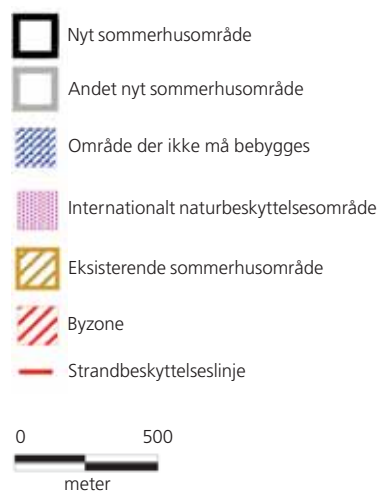 Nyt sommerhusområde
Andet nyt sommerhusområde
Område der ikke må bebygges
Internationalt naturbeskyttelsesområde
Eksisterende sommerhusområde
Byzone
Strandbeskyttelseslinje
0 500
meter